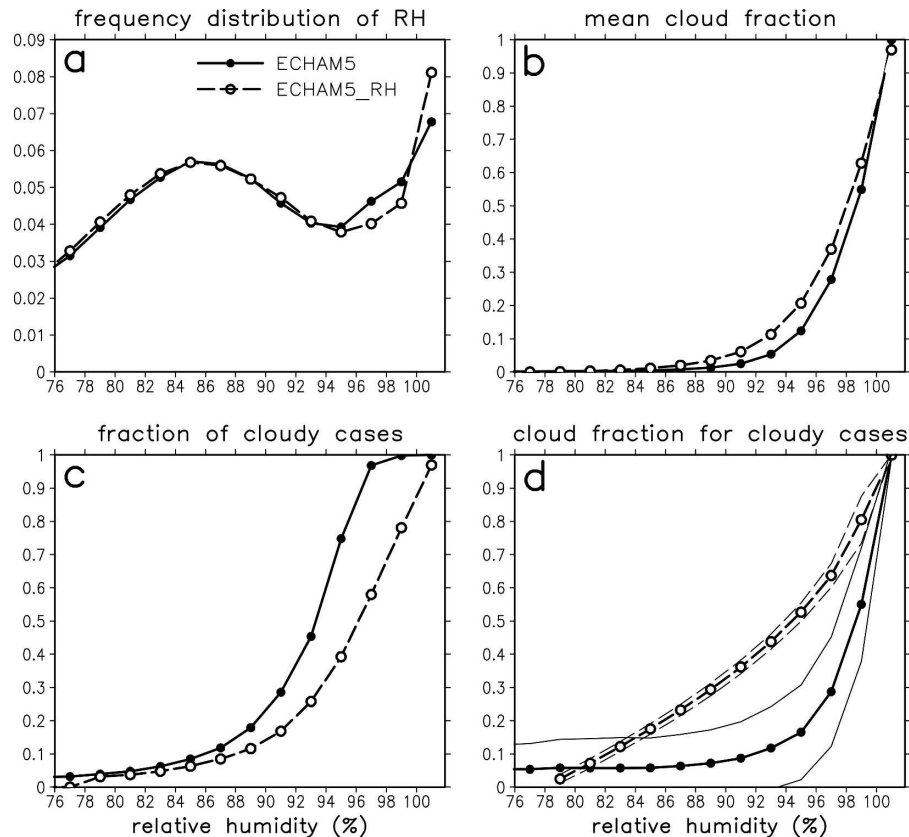 frequency distribution of RH
a
ECHAM5
ECHAM5_RH
0.09
0.08
0.07
0.06
0.05
0.04
0.03
0.02
0.01
0
76 78 80 82 84 86 88 90 92 94 96 98 100
mean cloud fraction
b
1
0.9
0.8
0.7
0.6
0.5
0.4
0.3
0.2
0.1
0
76 78 80 82 84 86 88 90 92 94 96 98 100
fraction of cloudy cases
c
1
0.9
0.8
0.7
0.6
0.5
0.4
0.3
0.2
0.1
0
76 78 80 82 84 86 88 90 92 94 96 98 100
relative humidity (%)
cloud fraction for cloudy cases
d
1
0.9
0.8
0.7
0.6
0.5
0.4
0.3
0.2
0.1
0
76 78 80 82 84 86 88 90 92 94 96 98 100
relative humidity (%)